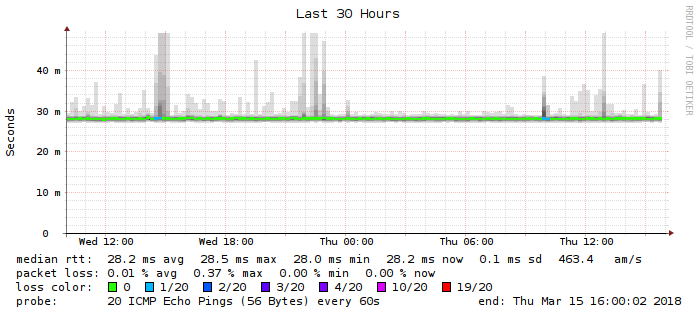 Last 30 Hours
RRDTOOL / TOBI OETIKER
Seconds
40 m
30 m
20 m
10 m
0
Wed 12:00 Wed 18:00 Thu 00:00 Thu 06:00 Thu 12:00
median rtt: 28.2 ms avg 28.5 ms max 28.0 ms min 28.2 ms now 0.1 ms sd 463.4 am/s
packet loss: 0.01 % avg 0.37 % max 0.00 % min 0.00 % now
loss color: 0 1/20 2/20 3/20 4/20 10/20 19/20
probe: 20 ICMP Echo Pings (56 Bytes) every 60s end: Thu Mar 15 16:00:02 2018